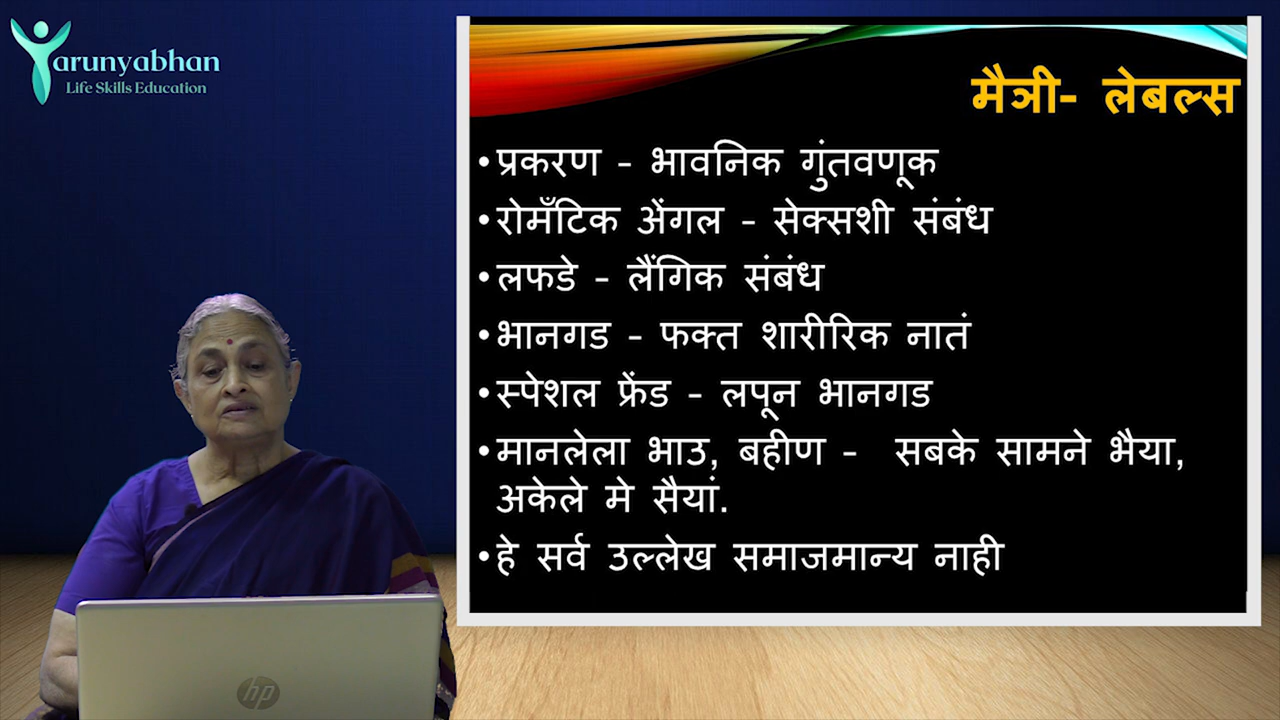 Tarunyabhan
Life Skills Education
मैत्री- लेबल्स
•प्रकरण – भावनिक गुंतवणूक
•रोमँटिक अँगल – सेक्सशी संबंध
•लफडे – लैंगिक संबंध
•भानगड – फक्त शारीरिक नातं
•स्पेशल फ्रेंड – लपून भानगड
•मानलेला भाउ, बहीण – सबके सामने भैया,
अकेले मे सैयां.
•हे सर्व उल्लेख समाजमान्य नाही
hp